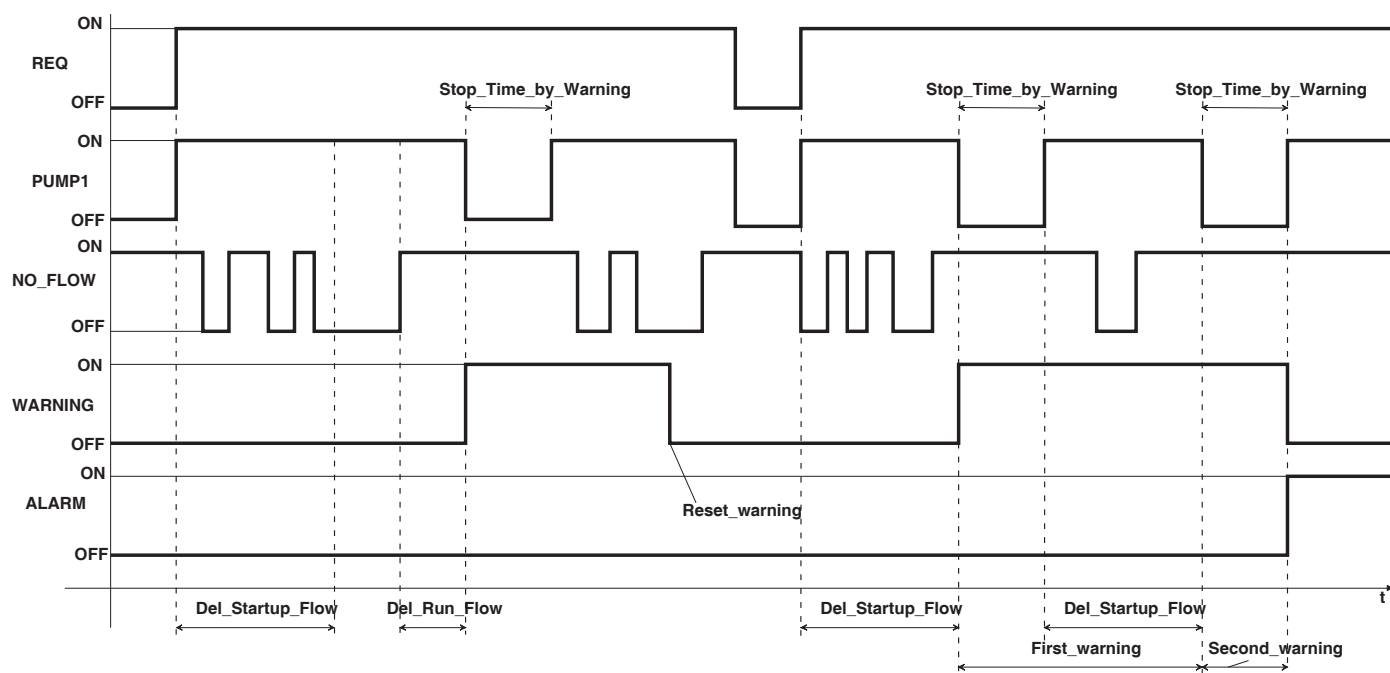 ON
REQ
OFF
Stop_Time_by_Warning
Stop_Time_by_Warning
Stop_Time_by_Warning
ON
PUMP1
OFF
ON
NO_FLOW
OFF
ON
WARNING
OFF
ON
ALARM
Reset_warning
OFF
t
Del_Startup_Flow
Del_Run_Flow
Del_Startup_Flow
Del_Startup_Flow
First_warning
Second_warning